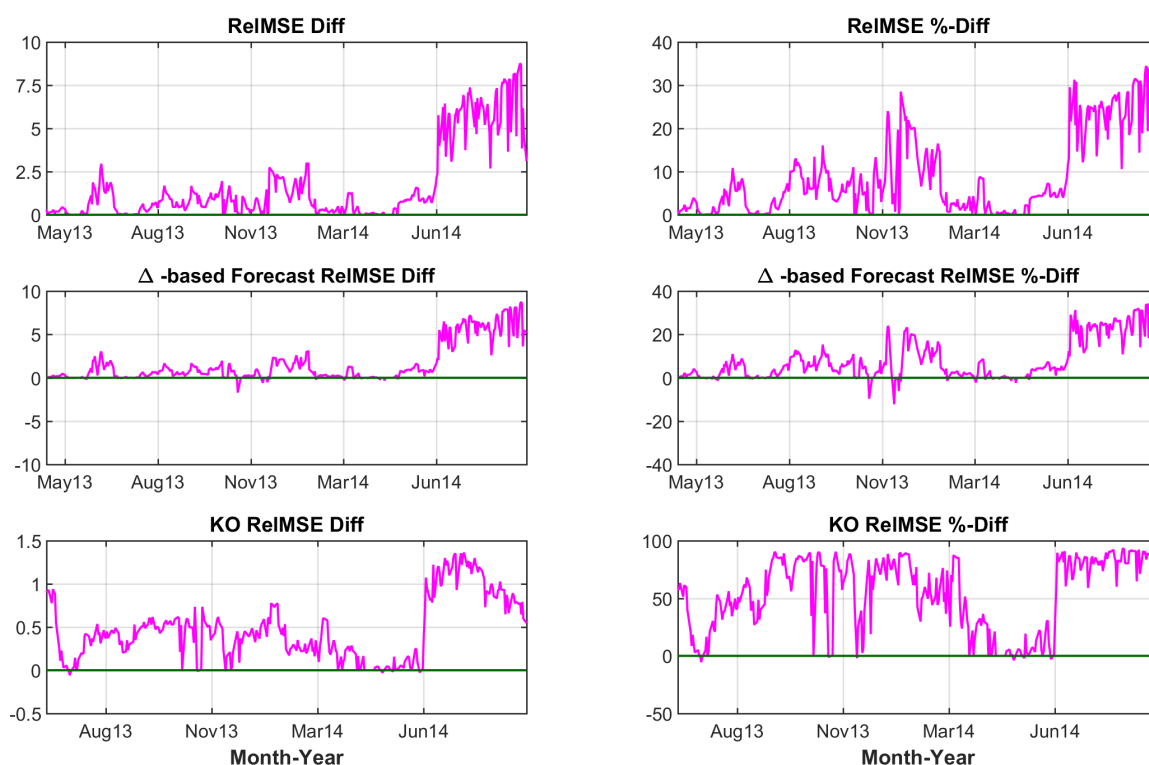 RelMSE Diff
10
7.5
5
2.5
0
May13 Aug13 Nov13 Mar14 Jun14
RelMSE %-Diff
40
30
20
10
0
May13 Aug13 Nov13 Mar14 Jun14
Δ -based Forecast RelMSE Diff
10
5
0
-5
-10
May13 Aug13 Nov13 Mar14 Jun14
Δ -based Forecast RelMSE %-Diff
40
20
0
-20
-40
May13 Aug13 Nov13 Mar14 Jun14
KO RelMSE Diff
1.5
1
0.5
0
-0.5
Aug13 Nov13 Mar14 Jun14
Month-Year
KO RelMSE %-Diff
100
50
0
-50
Aug13 Nov13 Mar14 Jun14
Month-Year